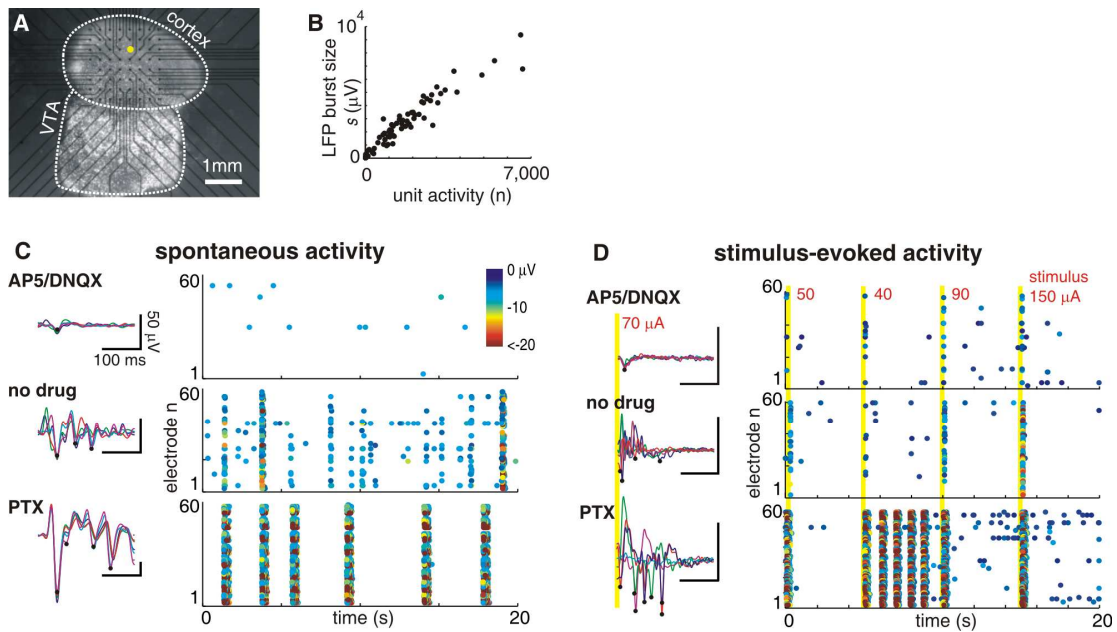 A
cortex
VTA
1mm
B
10⁴
LFP burst size
s (µV)
0
0
7,000
unit activity (n)
C spontaneous activity
AP5/DNQX
50 µV
100 ms
60
1
0 µV
-10
<-20
no drug
electrode n
60
1
PTX
60
1
0
time (s)
20
D stimulus-evoked activity
AP5/DNQX
70 µA
60
1
50
40
90
stimulus
150 µA
no drug
electrode n
60
1
PTX
60
1
0
time (s)
20